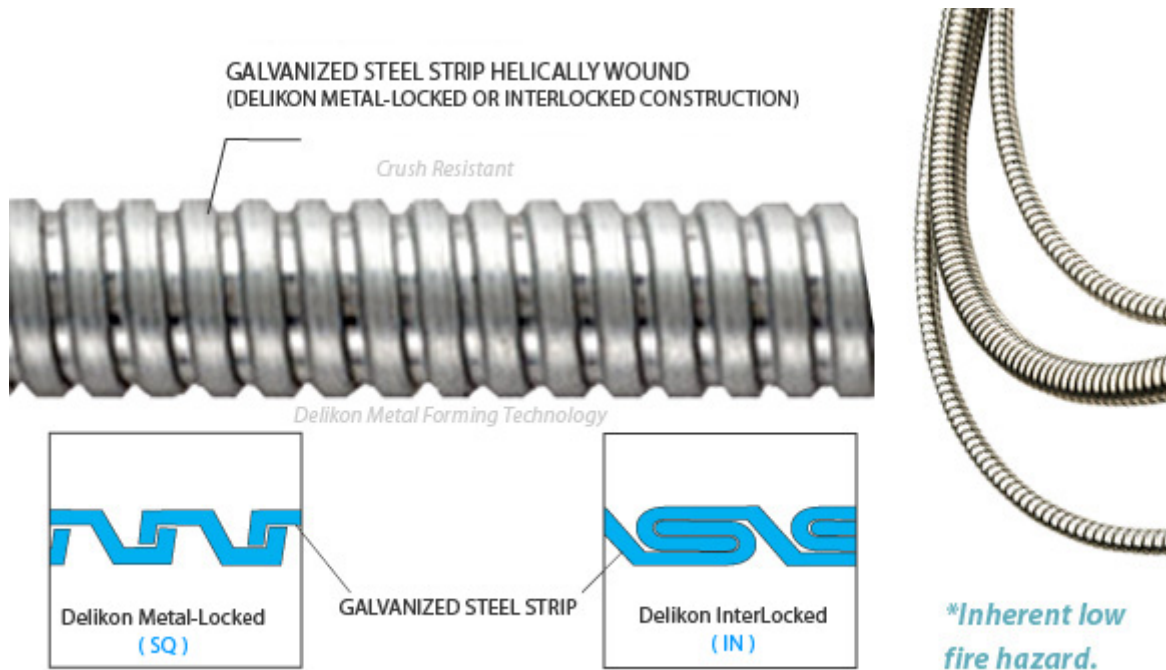 GALVANIZED STEEL STRIP HELICALLY WOUND
(DELIKON METAL-LOCKED OR INTERLOCKED CONSTRUCTION)
Crush Resistant
Delikon Metal Forming Technology
Delikon Metal-Locked
( SQ )
GALVANIZED STEEL STRIP
Delikon InterLocked
( IN )
*Inherent low
fire hazard.